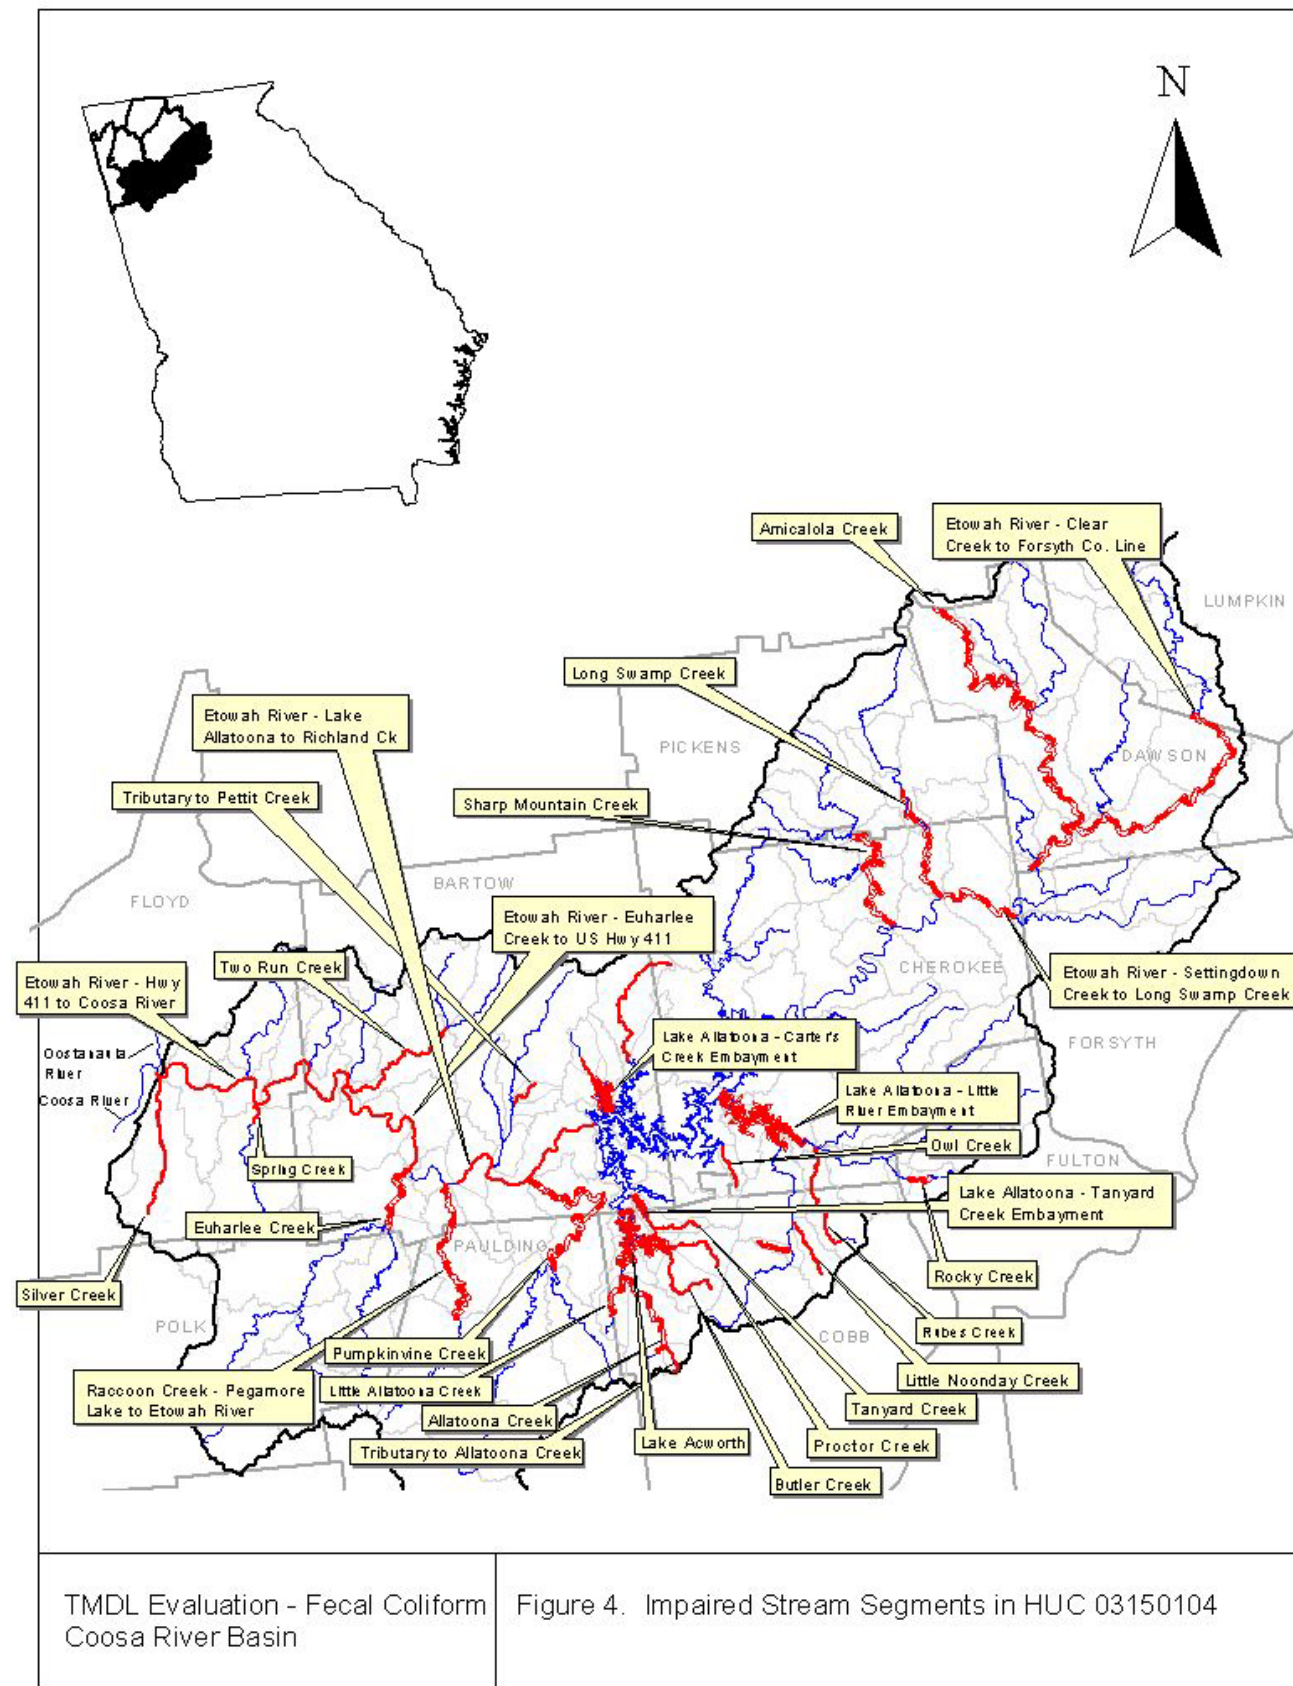 N
Amicalola Creek
Etowah River - Clear
Creek to Forsyth Co. Line
LUMPKIN
Long Swamp Creek
Etowah River - Lake
Allatoona to Richland Ck
PICKENS
DAWSON
Tributary to Pettit Creek
Sharp Mountain Creek
BARTOW
FLOYD
Etowah River - Euharlee
Creek to US Hwy 411
Two Run Creek
Etowah River - Hwy
411 to Coosa River
CHEROKEE
Etowah River - Settingdown
Creek to Long Swamp Creek
Lake Allatoona - Carter's
Creek Embayment
FORSYTH
Oostanaula
River
Coosa River
Lake Allatoona - Little
River Embayment
Owl Creek
Spring Creek
FULTON
Lake Allatoona - Tanyard
Creek Embayment
Euharlee Creek
PAULDING
Rocky Creek
Silver Creek
POLK
COBB
Rubes Creek
Pumpkinvine Creek
Little Noonday Creek
Raccoon Creek - Pegamore
Lake to Etowah River
Little Allatoona Creek
Allatoona Creek
Tanyard Creek
Tributary to Allatoona Creek
Lake Acworth
Proctor Creek
Butler Creek
TMDL Evaluation - Fecal Coliform
Coosa River Basin
Figure 4. Impaired Stream Segments in HUC 03150104